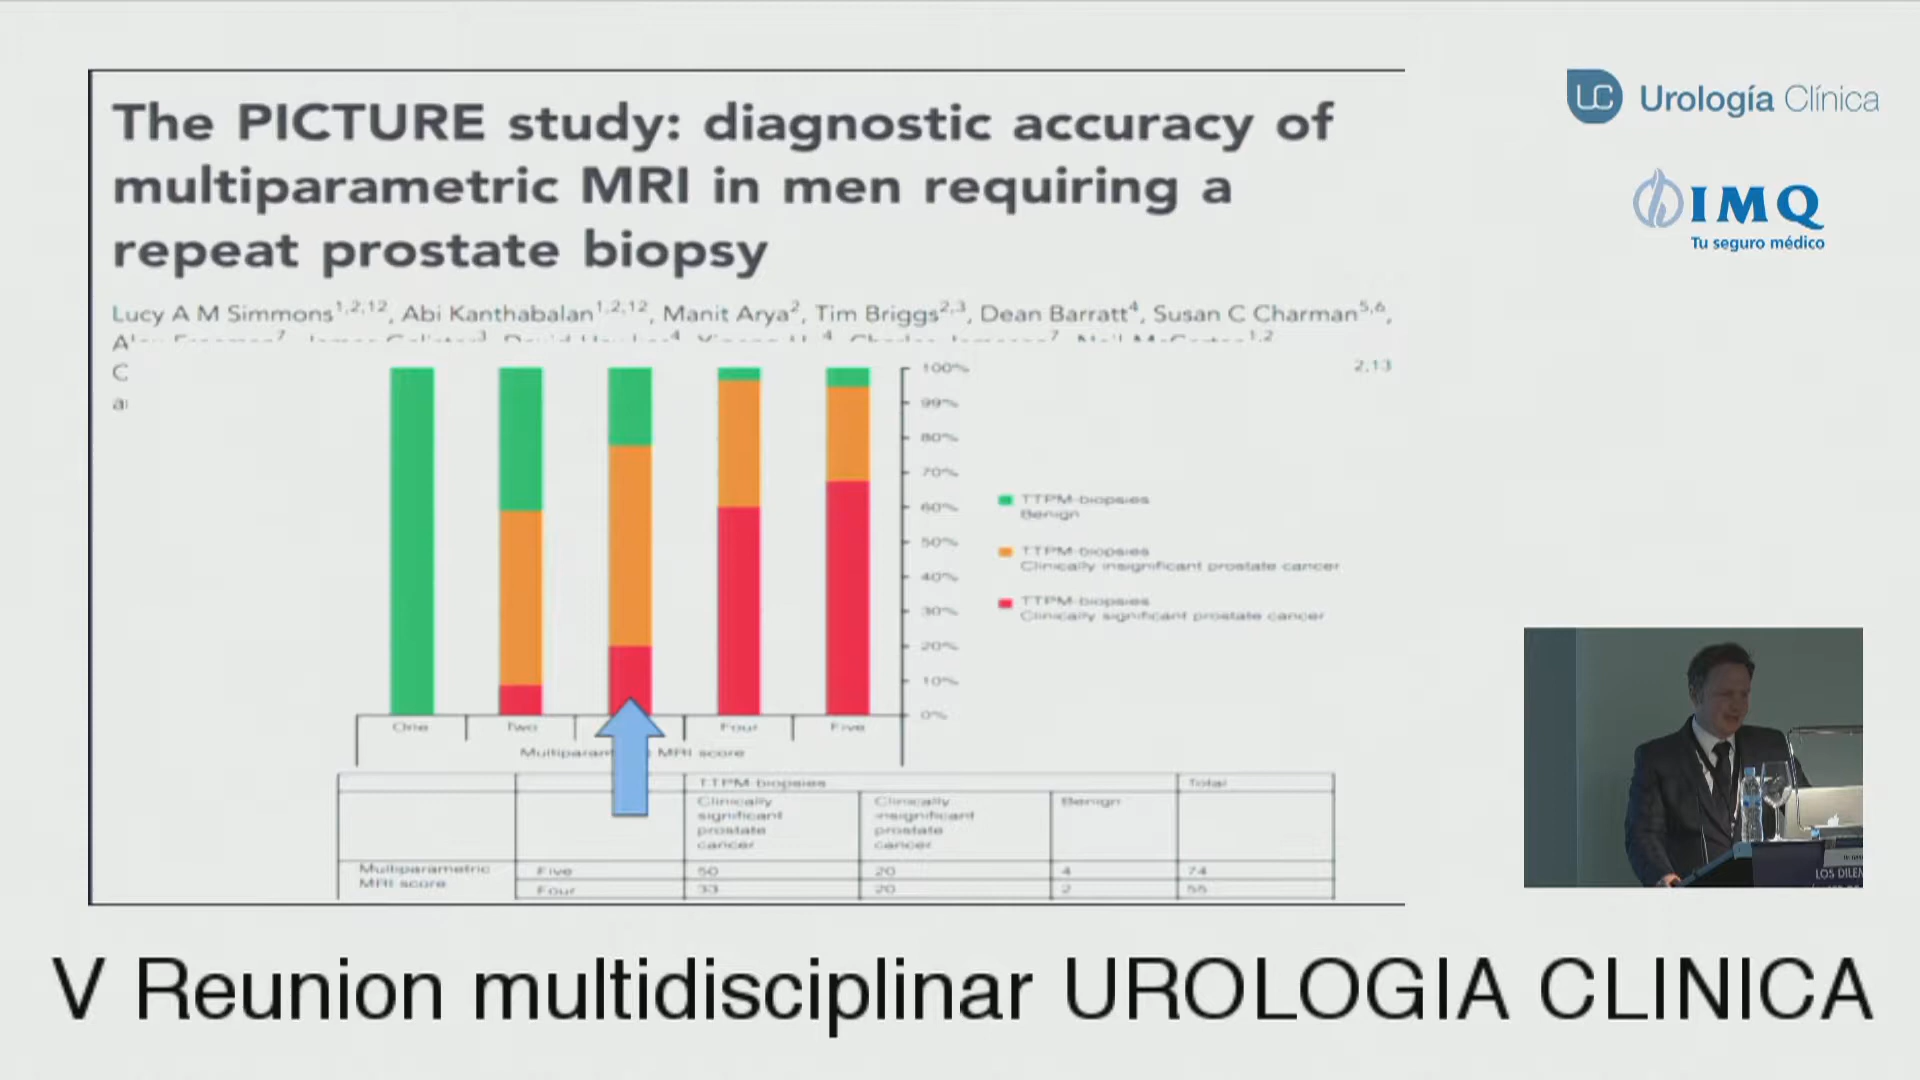 The PICTURE study: diagnostic accuracy of
multiparametric MRI in men requiring a
repeat prostate biopsy
Lucy A M Simmons1,2,12, Abi Kanthabalan1,2,12, Manit Arya2, Tim Briggs2,3, Dean Barratt4, Susan C Charman5,6,
C
2,13
100%
99%
80%
70%
60%
50%
40%
30%
20%
10%
0%
TTPM-biopsies
Benign
TTPM-biopsies
Clinically insignificant prostate cancer
TTPM-biopsies
Clinically significant prostate cancer
One Two Four Five
MRI score
TTPM-biopsies Total
Clinically significant prostate cancer
Clinically insignificant prostate cancer
Benign
Multiparametric MRI score
Five 50 20 4 74
Four 33 20 2 55
UC Urología Clínica
IMQ
Tu seguro médico
LOS DILEM
V Reunion multidisciplinar UROLOGIA CLINICA